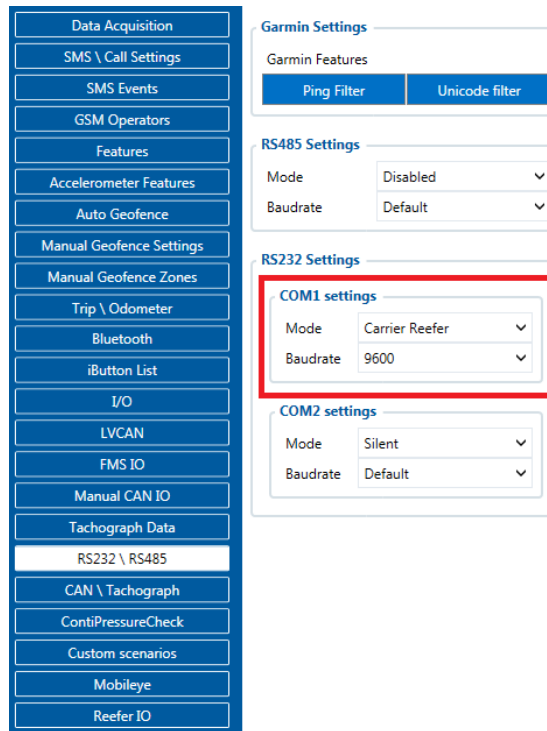 Data Acquisition
SMS \ Call Settings
SMS Events
GSM Operators
Features
Accelerometer Features
Auto Geofence
Manual Geofence Settings
Manual Geofence Zones
Trip \ Odometer
Bluetooth
iButton List
I/O
LVCAN
FMS IO
Manual CAN IO
Tachograph Data
RS232 \ RS485
CAN \ Tachograph
ContiPressureCheck
Custom scenarios
Mobileye
Reefer IO
Garmin Settings
Garmin Features
Ping Filter Unicode filter
RS485 Settings
Mode Disabled
Baudrate Default
RS232 Settings
COM1 settings
Mode Carrier Reefer
Baudrate 9600
COM2 settings
Mode Silent
Baudrate Default